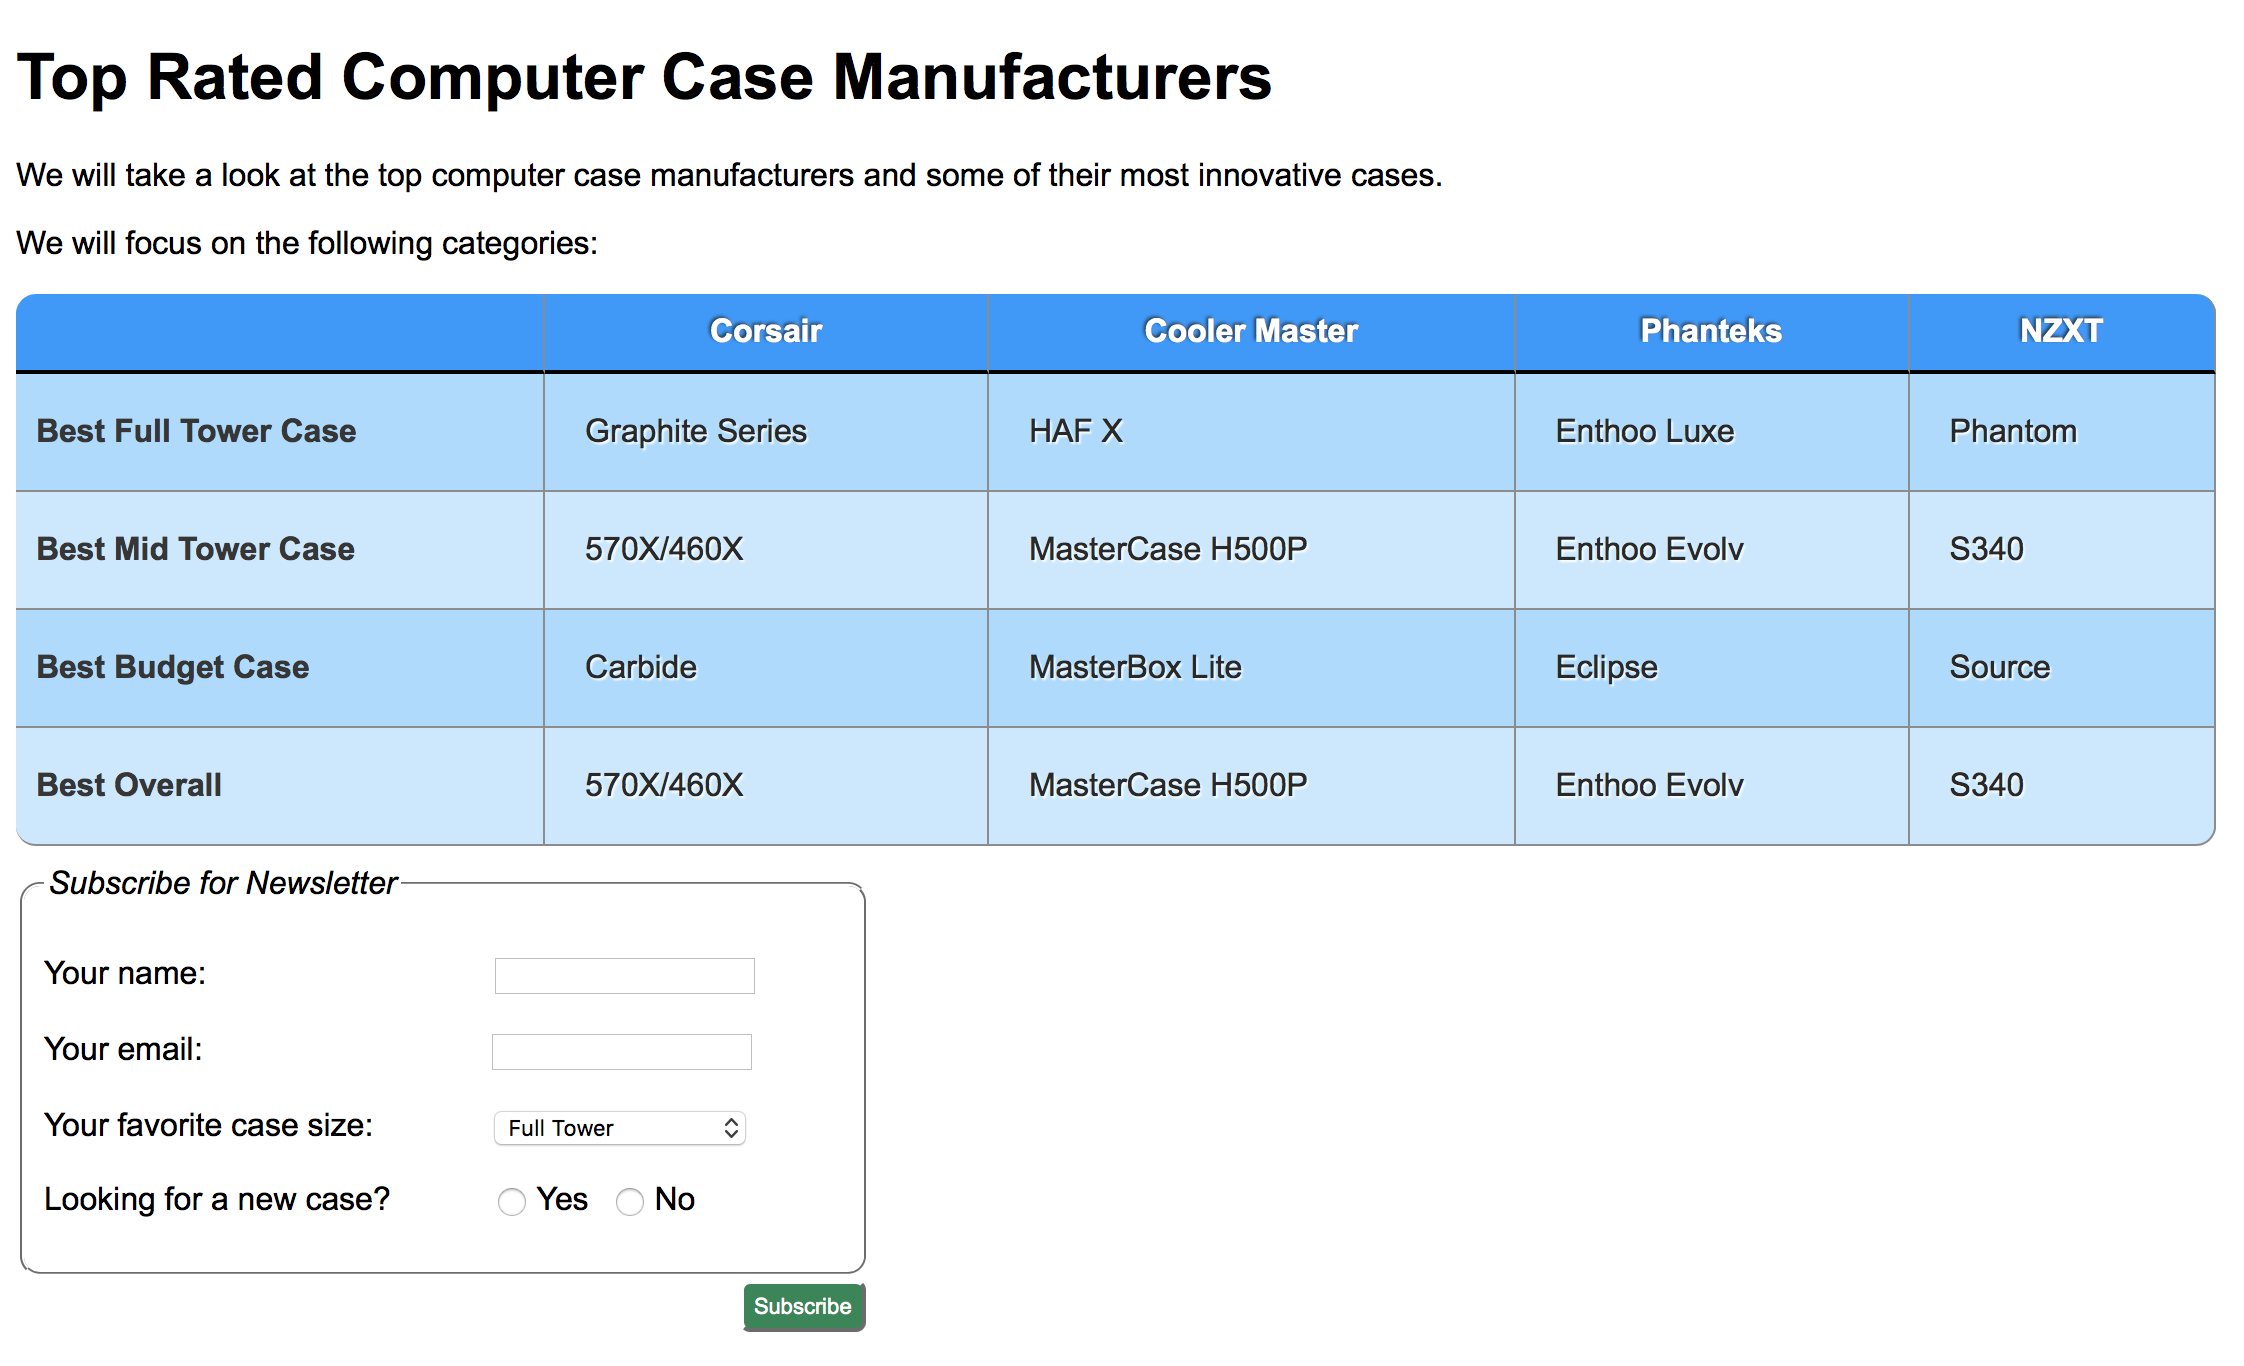 Top Rated Computer Case Manufacturers
We will take a look at the top computer case manufacturers and some of their most innovative cases.
We will focus on the following categories:
Corsair Cooler Master Phanteks NZXT
Best Full Tower Case Graphite Series HAF X Enthoo Luxe Phantom
Best Mid Tower Case 570X/460X MasterCase H500P Enthoo Evolv S340
Best Budget Case Carbide MasterBox Lite Eclipse Source
Best Overall 570X/460X MasterCase H500P Enthoo Evolv S340
Subscribe for Newsletter
Your name:
Your email:
Your favorite case size: Full Tower
Looking for a new case? Yes No
Subscribe